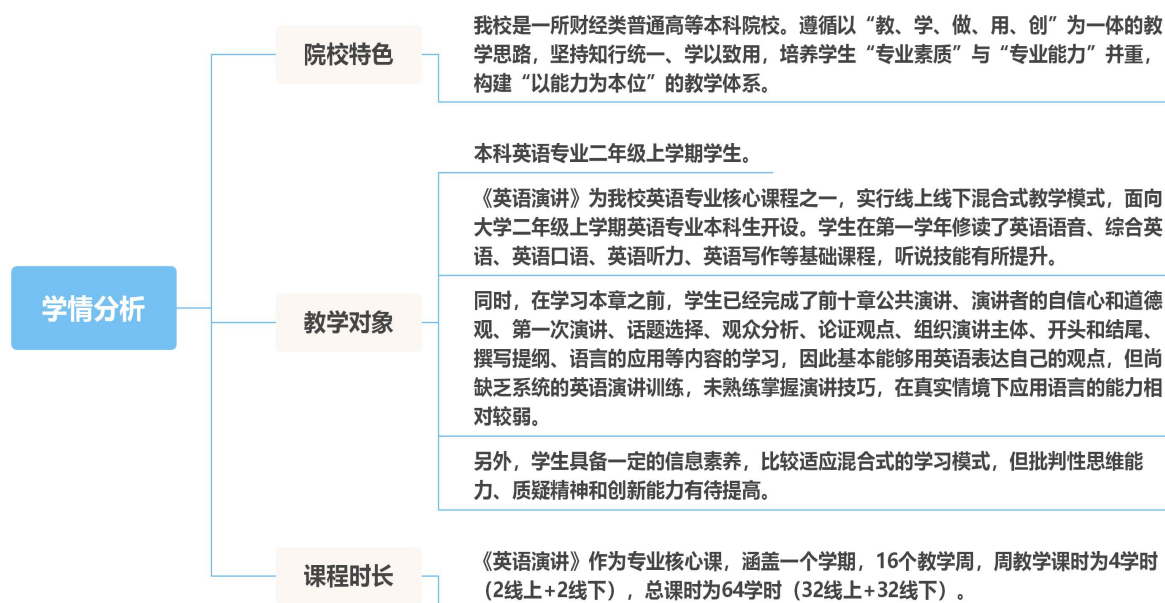 学情分析
院校特色
我校是一所财经类普通高等本科院校。遵循以“教、学、做、用、创”为一体的教
学思路，坚持知行统一、学以致用，培养学生“专业素质”与“专业能力”并重，
构建“以能力为本位”的教学体系。
教学对象
本科英语专业二年级上学期学生。
《英语演讲》为我校英语专业核心课程之一，实行线上线下混合式教学模式，面向
大学二年级上学期英语专业本科生开设。学生在第一学年修读了英语语音、综合英
语、英语口语、英语听力、英语写作等基础课程，听说技能有所提升。
同时，在学习本章之前，学生已经完成了前十章公共演讲、演讲者的自信心和道德
观、第一次演讲、话题选择、观众分析、论证观点、组织演讲主体、开头和结尾、
撰写提纲、语言的应用等内容的学习，因此基本能够用英语表达自己的观点，但尚
缺乏系统的英语演讲训练，未熟练掌握演讲技巧，在真实情境下应用语言的能力相
对较弱。
另外，学生具备一定的信息素养，比较适应混合式的学习模式，但批判性思维能
力、质疑精神和创新能力有待提高。
课程时长
《英语演讲》作为专业核心课，涵盖一个学期，16个教学周，周教学课时为4学时
（2线上+2线下），总课时为64学时（32线上+32线下）。